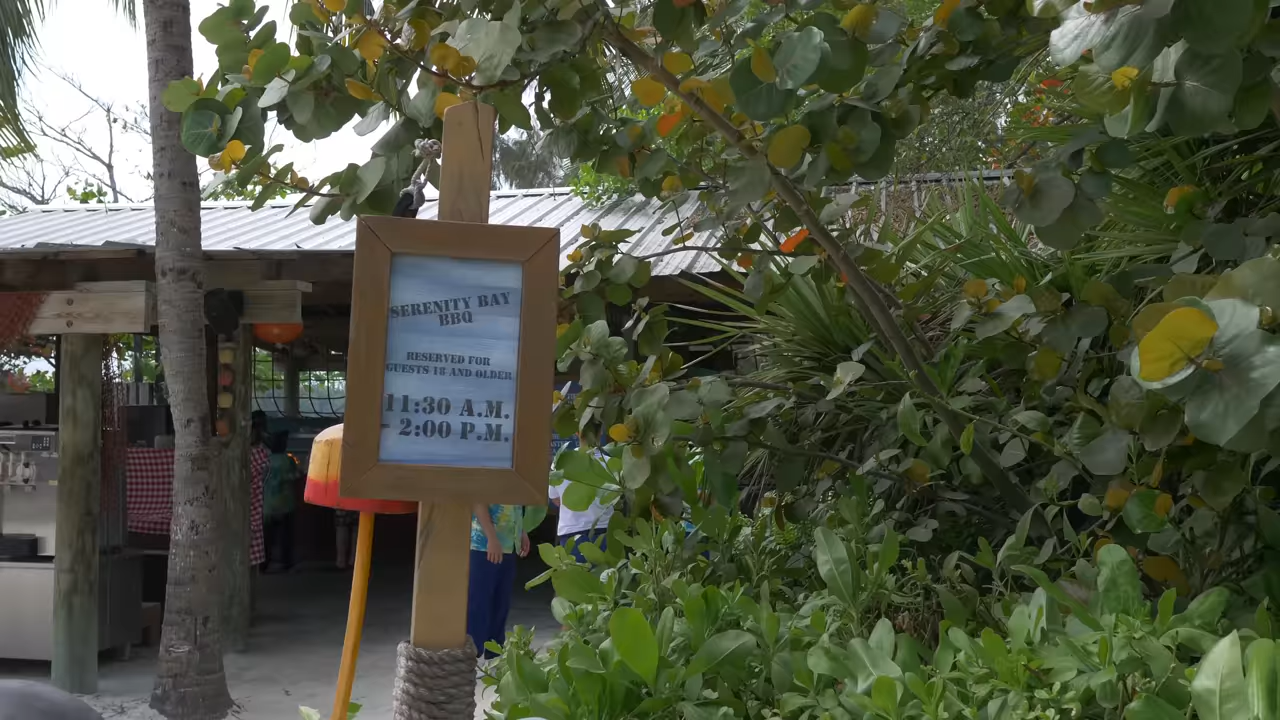 SERENITY BAY
BBQ
RESERVED FOR
GUESTS 18 AND OLDER
11:30 A.M.
- 2:00 P.M.